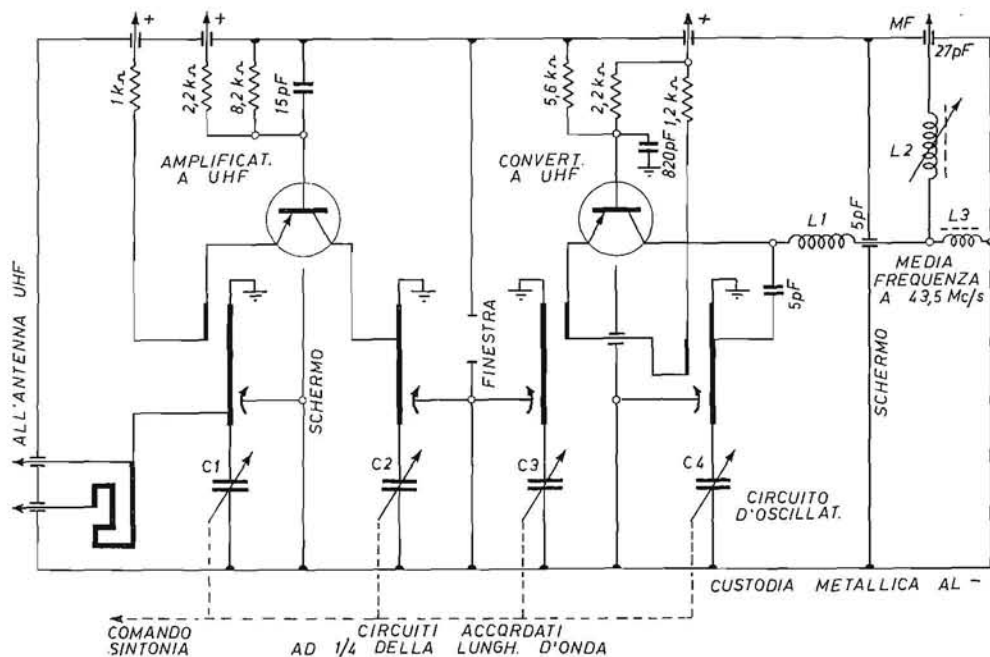 +
+
+
MF
27pF
1kΩ
2,2kΩ
8,2kΩ
15pF
5,6kΩ
2,2kΩ
1,2kΩ
820pF
L2
AMPLIFICAT.
A UHF
CONVERT.
A UHF
L1
5pF
L3
MEDIA
FREQUENZA
A 43,5 Mc/s
5pF
ALL'ANTENNA UHF
SCHERMO
FINESTRA
SCHERMO
C1
C2
C3
C4
CIRCUITO
D'OSCILLAT.
CUSTODIA METALLICA AL -
COMANDO
SINTONIA
CIRCUITI ACCORDATI
AD 1/4 DELLA LUNGH. D'ONDA